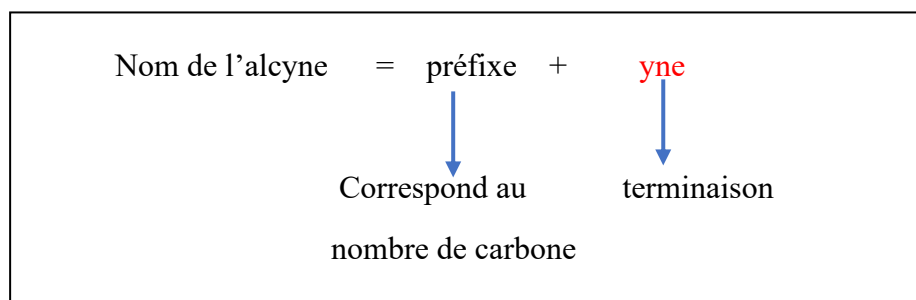 Nom de l’alcyne = préfixe + yne
Correspond au terminaison
nombre de carbone